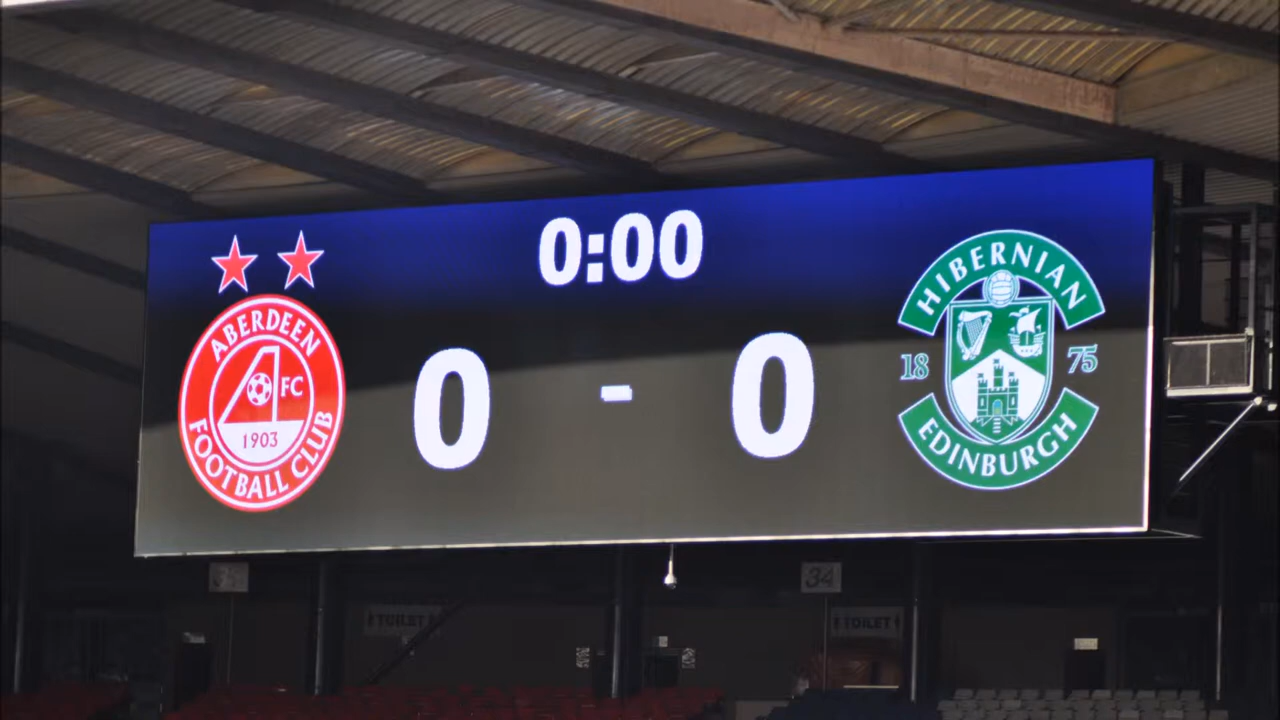 0:00
ABERDEEN
FC
1903
FOOTBALL CLUB
0 - 0
HIBERNIAN
18 75
EDINBURGH
34
TOILET
TOILET